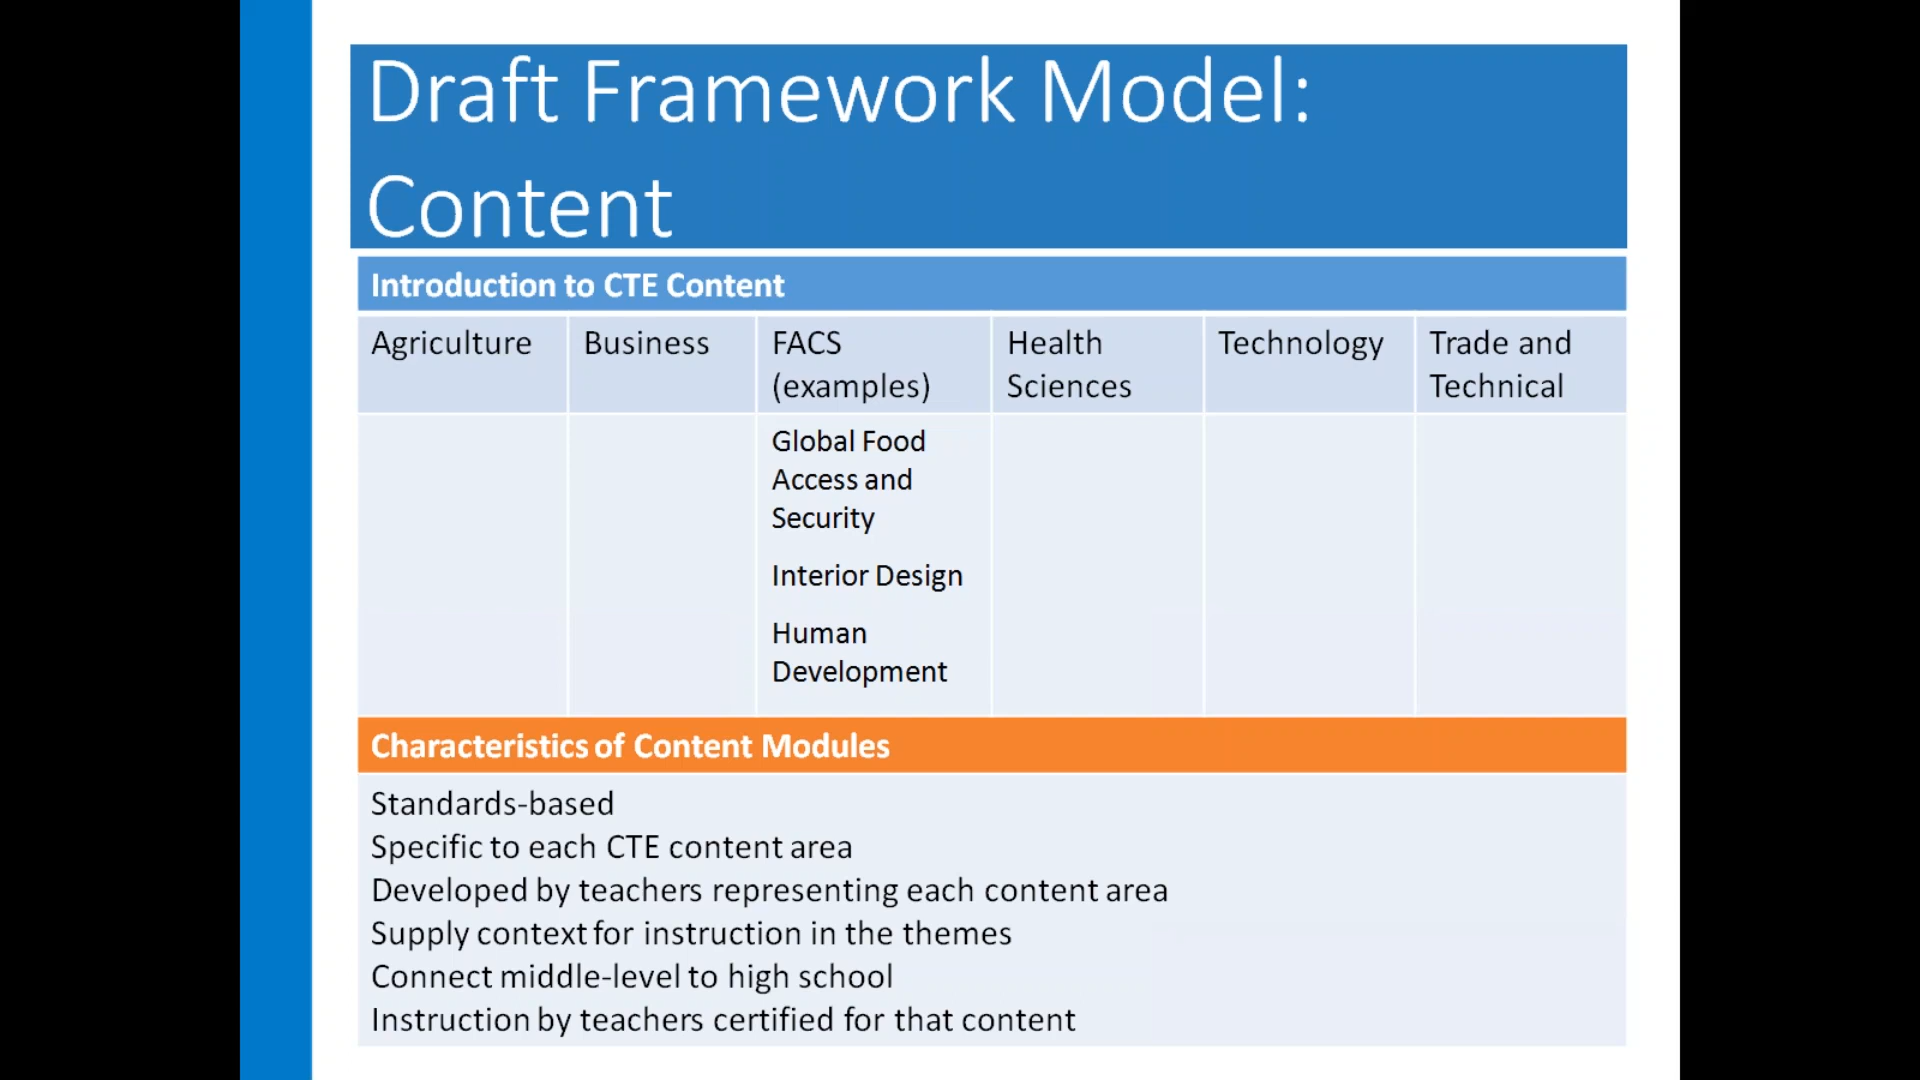 Draft Framework Model:
Content
Introduction to CTE Content
Agriculture
Business
FACS
(examples)
Health
Sciences
Technology
Trade and
Technical
Global Food
Access and
Security
Interior Design
Human
Development
Characteristics of Content Modules
Standards-based
Specific to each CTE content area
Developed by teachers representing each content area
Supply context for instruction in the themes
Connect middle-level to high school
Instruction by teachers certified for that content